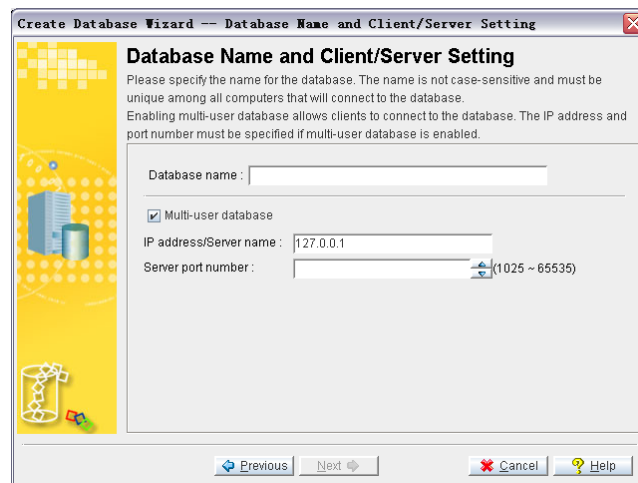 Create Database Wizard -- Database Name and Client/Server Setting
Database Name and Client/Server Setting
Please specify the name for the database. The name is not case-sensitive and must be
unique among all computers that will connect to the database.
Enabling multi-user database allows clients to connect to the database. The IP address and
port number must be specified if multi-user database is enabled.
Database name :
Multi-user database
IP address/Server name : 127.0.0.1
Server port number : (1025 ~ 65535)
Previous Next Cancel Help